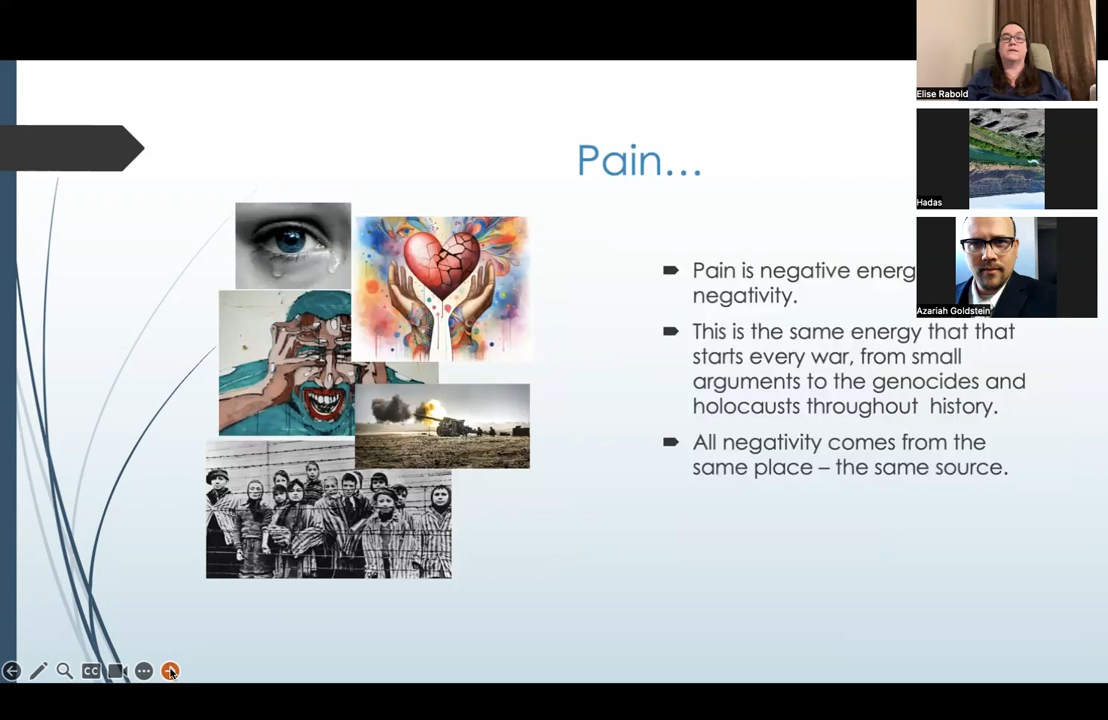 Elise Rabold
Hadas
Azariah Goldstein
Pain...
Pain is negative
negativity.
This is the same energy that that
starts every war, from small
arguments to the genocides and
holocausts throughout history.
All negativity comes from the
same place – the same source.
CC